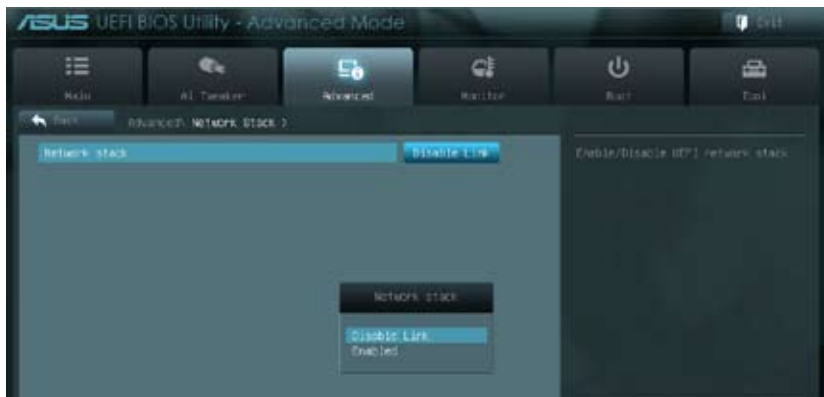 ASUS UEFI BIOS Utility - Advanced Mode
Exit
Main
Ai Tweaker
Advanced
Monitor
Boot
Tool
Back
Advanced\ Network Stack >
Network stack
Disable Link
Enable/Disable UEFI network stack
Network stack
Disable Link
Enabled